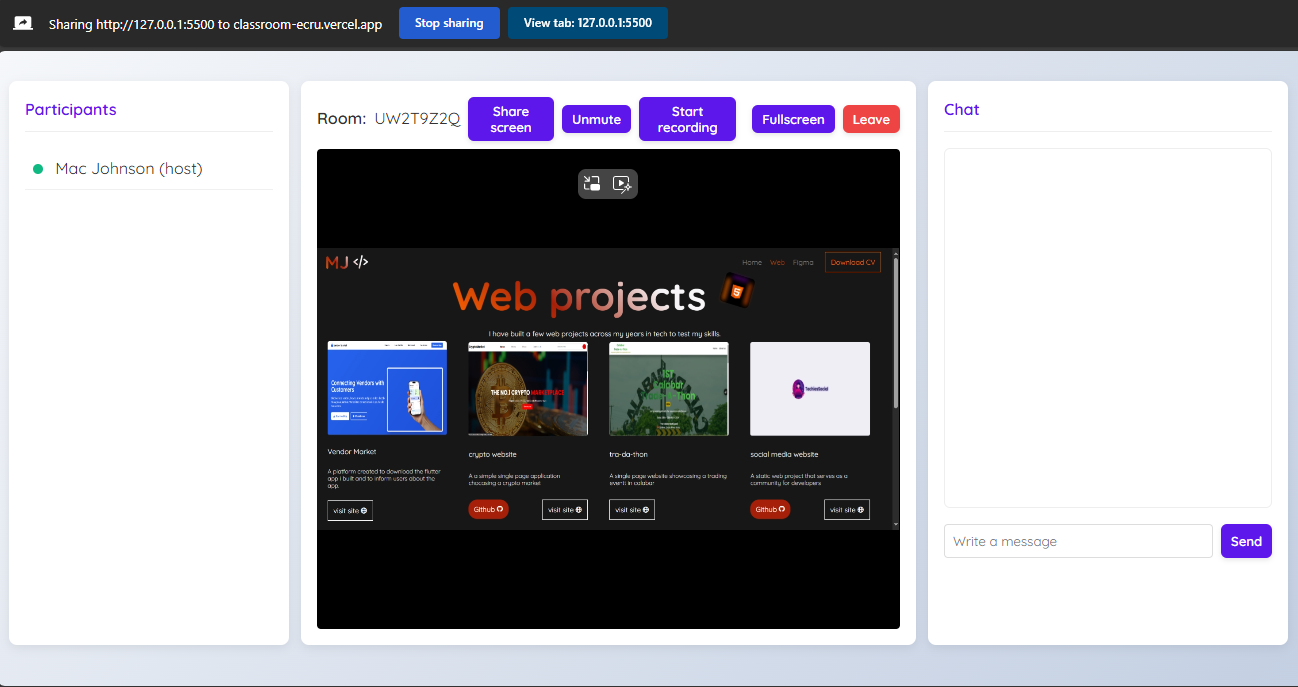 Sharing http://127.0.0.1:5500 to classroom-ecru.vercel.app
Stop sharing
View tab: 127.0.0.1:5500
Participants
Mac Johnson (host)
Room: UW2T9Z2Q
Share screen
Unmute
Start recording
Fullscreen
Leave
MJ </>
Home
Web
Figma
Download CV
Web projects
I have built a few web projects across my years in tech to test my skills.
Connecting Vendors with
Customers
THE NO.1 CRYPTO MARKETPLACE
Vendor Market
A platform created to download the flutter
app i built and to inform users about the
app.
visit site
crypto website
A a simple single page application
chocasing a crypto market
Github
visit site
tra-da-thon
A single page website showcasing a trading
event in calabar
visit site
social media website
A static web project that serves as a
community for developers
Github
visit site
Chat
Write a message
Send